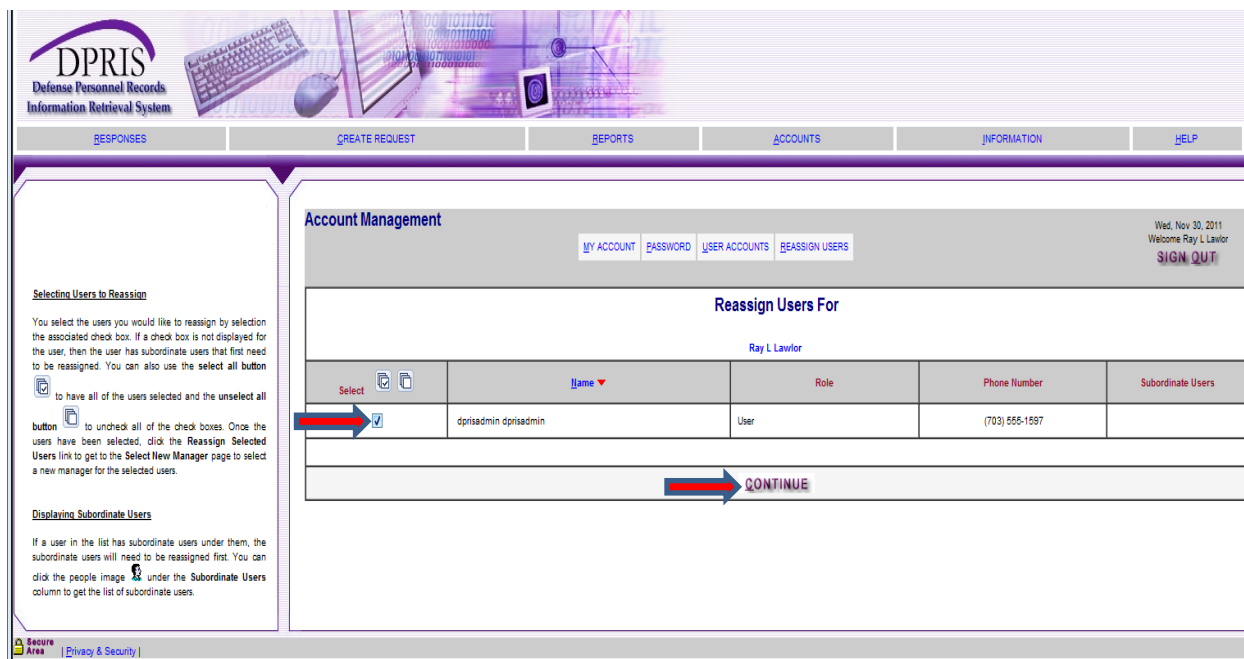 DPRIS
Defense Personnel Records
Information Retrieval System
RESPONSES CREATE REQUEST REPORTS ACCOUNTS INFORMATION HELP
Account Management
MY ACCOUNT PASSWORD USER ACCOUNTS REASSIGN USERS
Wed, Nov 30, 2011
Welcome Ray L Lawlor
SIGN OUT
Selecting Users to Reassign
You select the users you would like to reassign by selection
the associated check box. If a check box is not displayed for
the user, then the user has subordinate users that first need
to be reassigned. You can also use the select all button
to have all of the users selected and the unselect all
button to uncheck all of the check boxes. Once the
users have been selected, click the Reassign Selected
Users link to get to the Select New Manager page to select
a new manager for the selected users.
Displaying Subordinate Users
If a user in the list has subordinate users under them, the
subordinate users will need to be reassigned first. You can
click the people image under the Subordinate Users
column to get the list of subordinate users.
Reassign Users For
Ray L Lawlor
Select Name Role Phone Number Subordinate Users
dprisadmin dprisadmin User (703) 555-1597
CONTINUE
Secure
Area | Privacy & Security |